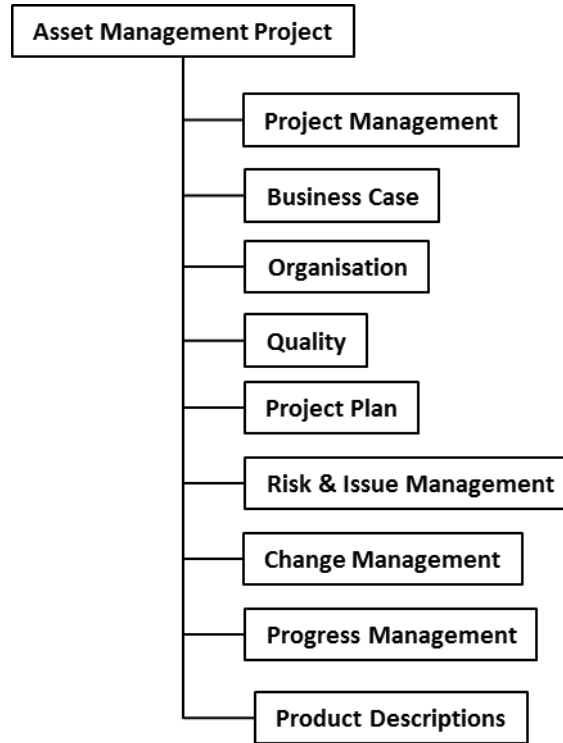 Asset Management Project
Project Management
Business Case
Organisation
Quality
Project Plan
Risk & Issue Management
Change Management
Progress Management
Product Descriptions